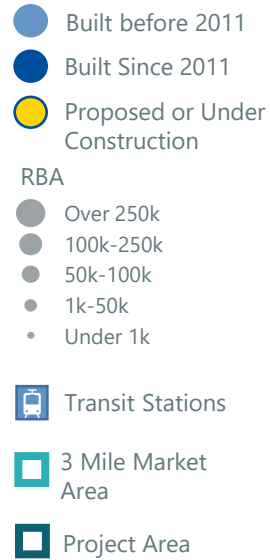 Built before 2011
Built Since 2011
Proposed or Under
Construction
RBA
Over 250k
100k-250k
50k-100k
1k-50k
Under 1k
Transit Stations
3 Mile Market
Area
Project Area